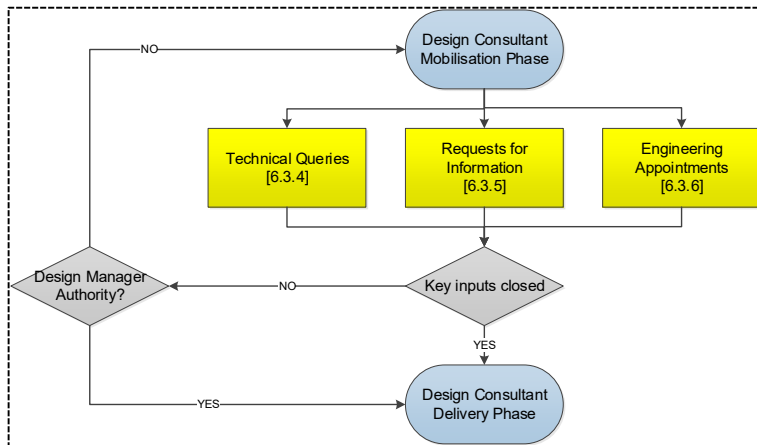 Design Consultant
Mobilisation Phase
NO
Technical Queries
[6.3.4]
Requests for
Information
[6.3.5]
Engineering
Appointments
[6.3.6]
Design Manager
Authority?
NO
Key inputs closed
YES
Design Consultant
Delivery Phase
YES